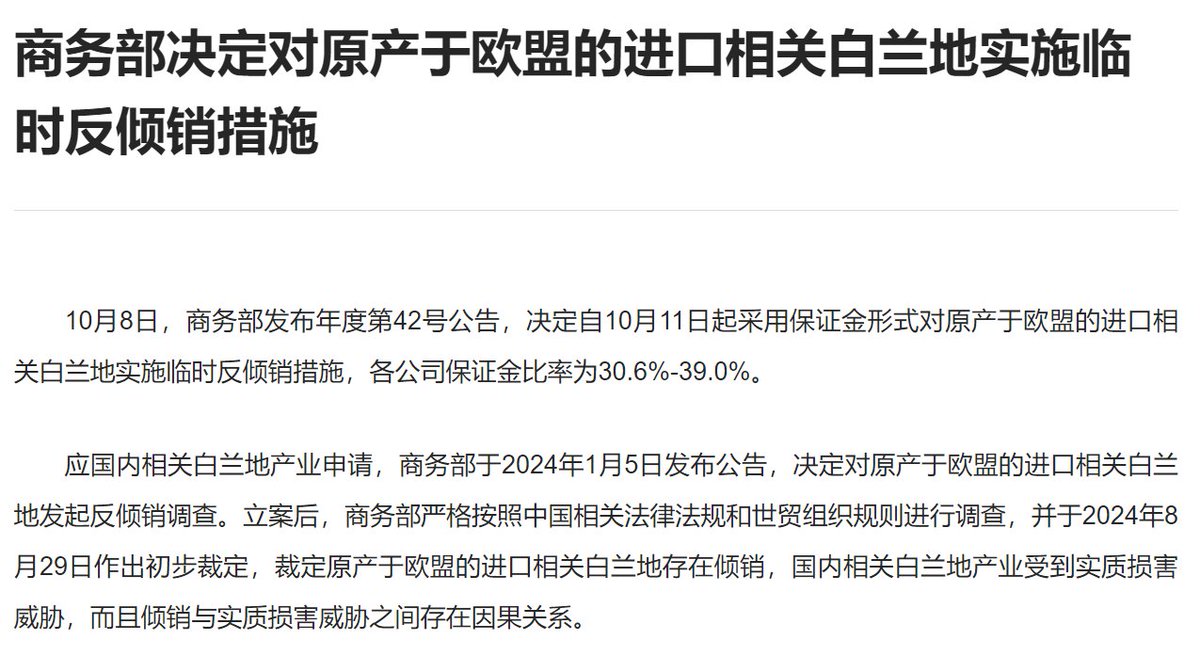 商务部决定对原产于欧盟的进口相关白兰地实施临
时反倾销措施
10月8日，商务部发布年度第42号公告，决定自10月11日起采用保证金形式对原产于欧盟的进口相
关白兰地实施临时反倾销措施，各公司保证金比率为30.6%-39.0%。
应国内相关白兰地产业申请，商务部于2024年1月5日发布公告，决定对原产于欧盟的进口相关白兰
地发起反倾销调查。立案后，商务部严格按照中国相关法律法规和世贸组织规则进行调查，并于2024年8
月29日作出初步裁定，裁定原产于欧盟的进口相关白兰地存在倾销，国内相关白兰地产业受到实质损害
威胁，而且倾销与实质损害威胁之间存在因果关系。